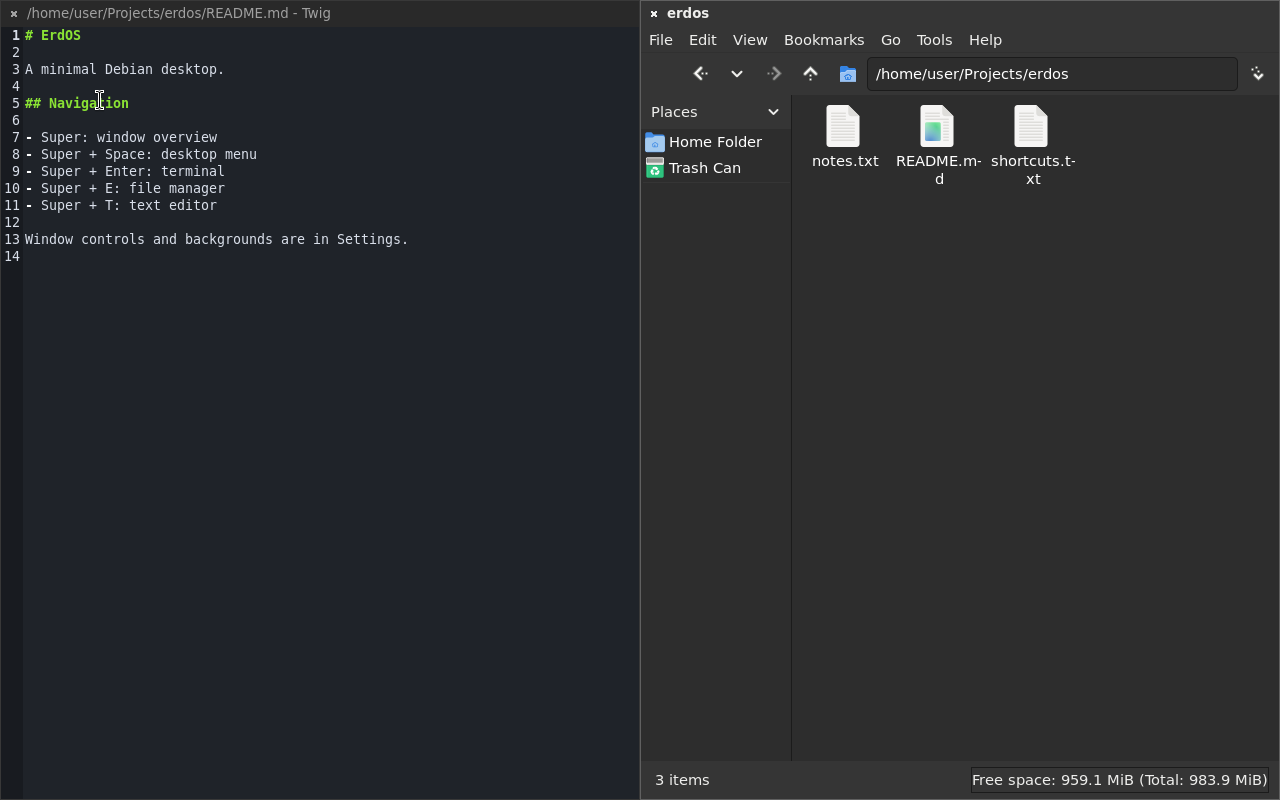 /home/user/Projects/erdos/README.md - Twig
1 # ErdOS
2
3 A minimal Debian desktop.
4
5 ## Navigation
6
7 - Super: window overview
8 - Super + Space: desktop menu
9 - Super + Enter: terminal
10 - Super + E: file manager
11 - Super + T: text editor
12
13 Window controls and backgrounds are in Settings.
14
erdos
File Edit View Bookmarks Go Tools Help
/home/user/Projects/erdos
Places
Home Folder
Trash Can
notes.txt README.m-
d
shortcuts.t-
xt
3 items
Free space: 959.1 MiB (Total: 983.9 MiB)